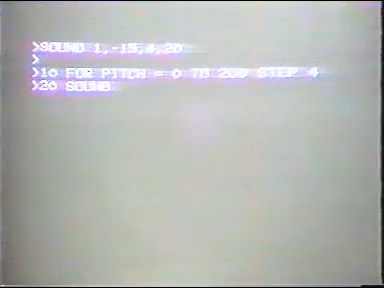 >SOUND 1,-15,4,20
>
>10 FOR PITCH = 0 TO 200 STEP 4
>20 SOUND